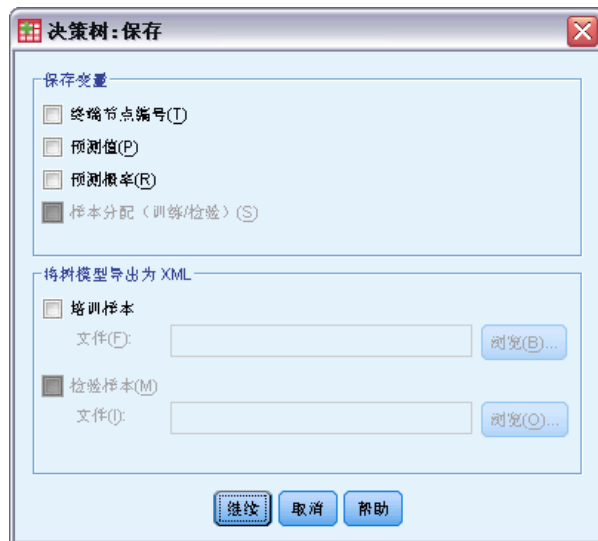 决策树:保存
保存变量
终端节点编号(T)
预测值(P)
预测概率(R)
样本分配（训练/检验）(S)
将树模型导出为 XML
培训样本
文件(F):
浏览(B)...
检验样本(M)
文件(I):
浏览(O)...
继续
取消
帮助